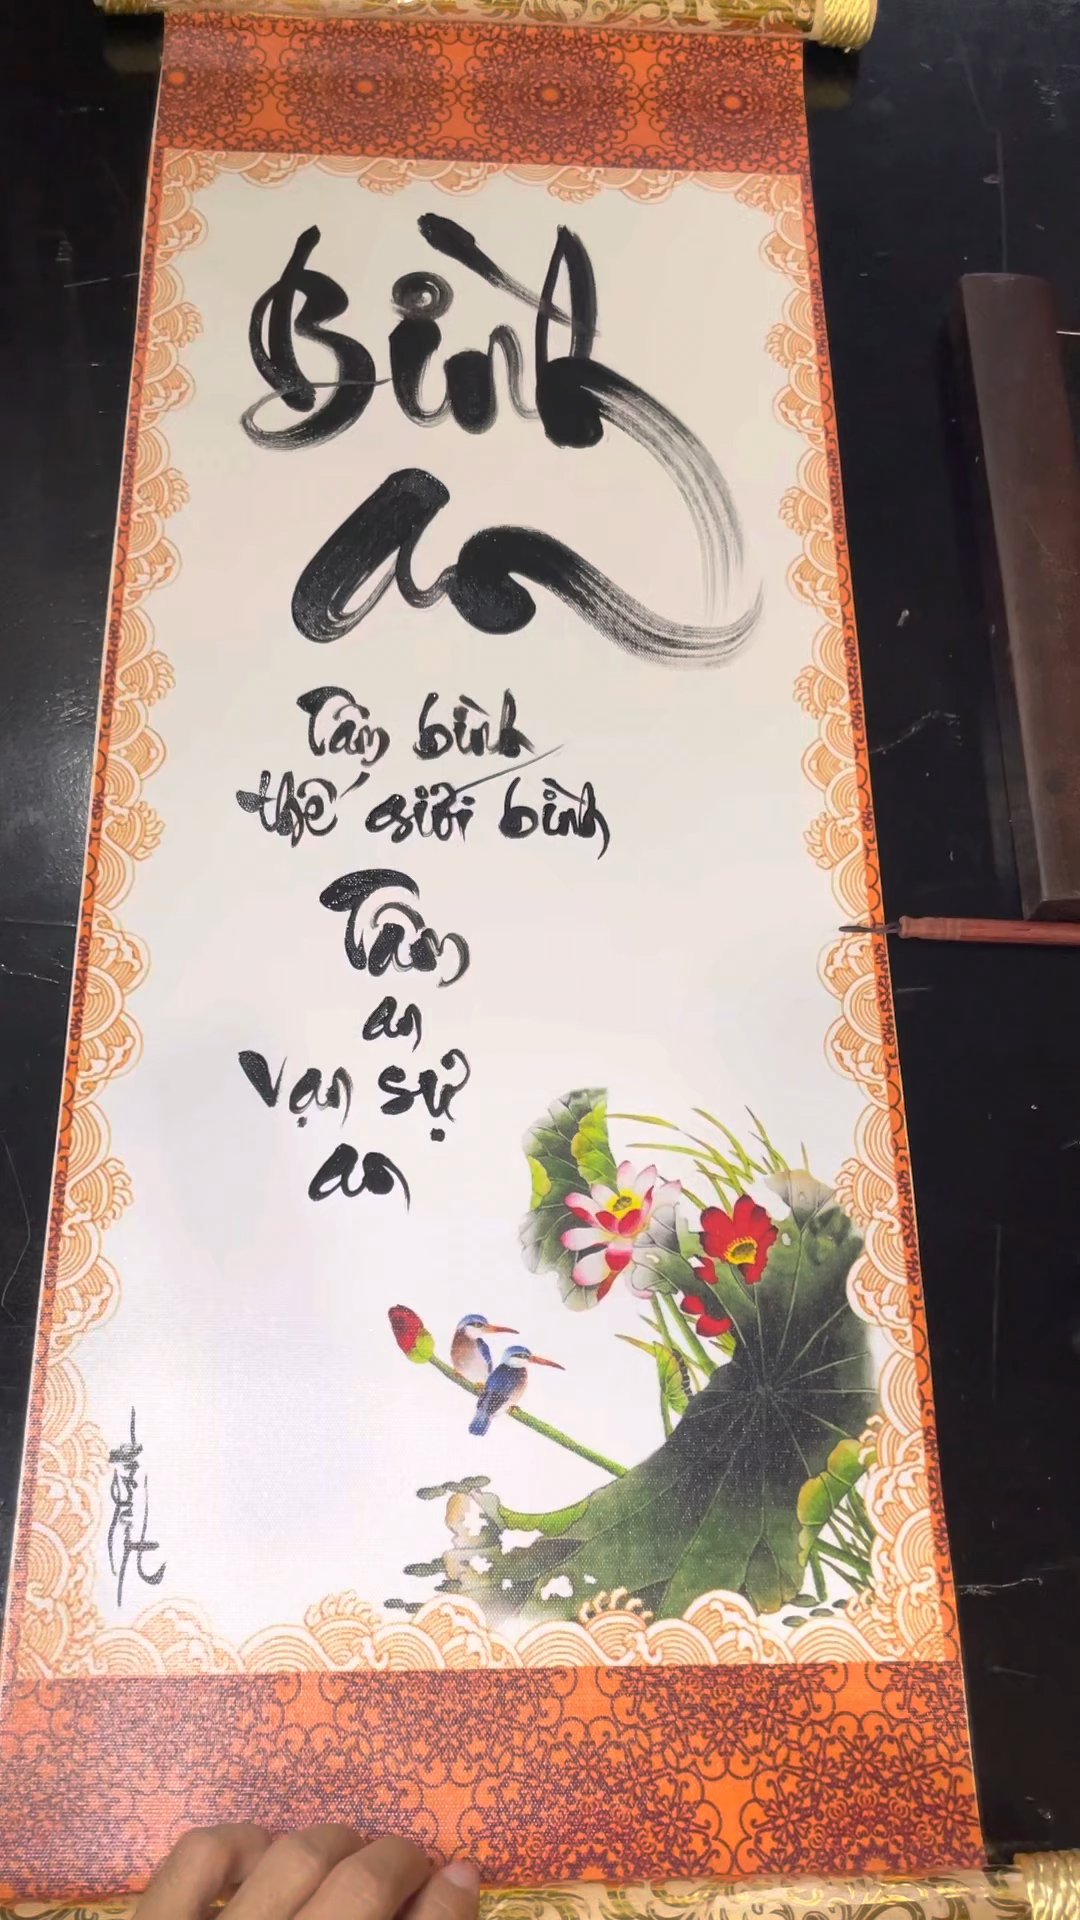 Bình
an
Tâm bình
thế giới bình
Tâm
an
vạn sự
an